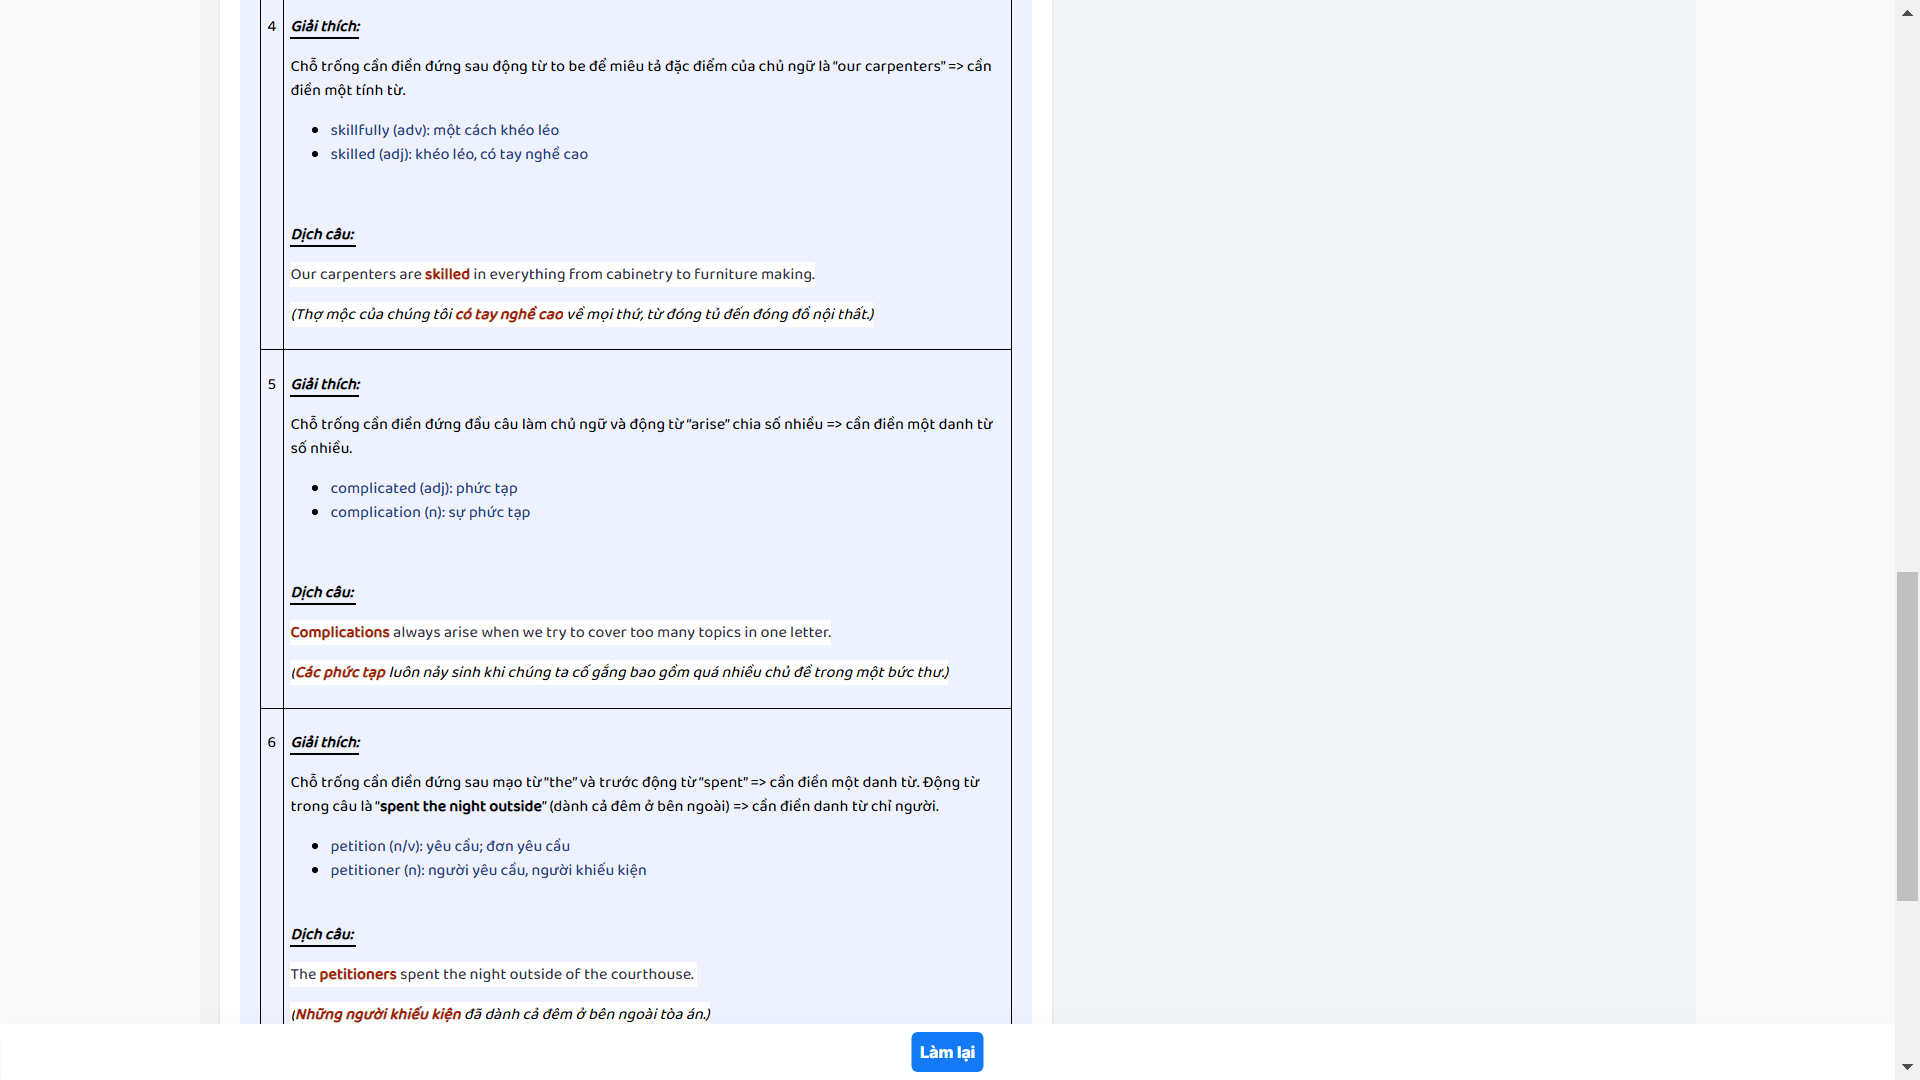 4
Giải thích:
Chỗ trống cần điền đứng sau động từ to be để miêu tả đặc điểm của chủ ngữ là “our carpenters” => cần
điền một tính từ.
skillfully (adv): một cách khéo léo
skilled (adj): khéo léo, có tay nghề cao
Dịch câu:
Our carpenters are skilled in everything from cabinetry to furniture making.
(Thợ mộc của chúng tôi có tay nghề cao về mọi thứ, từ đóng tủ đến đóng đồ nội thất.)
5
Giải thích:
Chỗ trống cần điền đứng đầu câu làm chủ ngữ và động từ “arise” chia số nhiều => cần điền một danh từ
số nhiều.
complicated (adj): phức tạp
complication (n): sự phức tạp
Dịch câu:
Complications always arise when we try to cover too many topics in one letter.
(Các phức tạp luôn nảy sinh khi chúng ta cố gắng bao gồm quá nhiều chủ đề trong một bức thư.)
6
Giải thích:
Chỗ trống cần điền đứng sau mạo từ “the” và trước động từ “spent” => cần điền một danh từ. Động từ
trong câu là “spent the night outside” (dành cả đêm ở bên ngoài) => cần điền danh từ chỉ người.
petition (n/v): yêu cầu; đơn yêu cầu
petitioner (n): người yêu cầu, người khiếu kiện
Dịch câu:
The petitioners spent the night outside of the courthouse.
(Những người khiếu kiện đã dành cả đêm ở bên ngoài tòa án.)
Làm lại